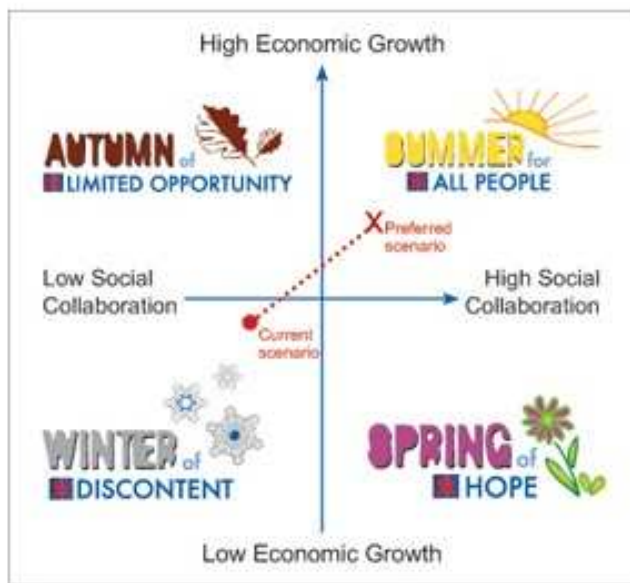 High Economic Growth
AUTUMN of
LIMITED OPPORTUNITY
SUMMER for
ALL PEOPLE
X Preferred
scenario
Low Social
Collaboration
High Social
Collaboration
Current
scenario
WINTER of
DISCONTENT
SPRING of
HOPE
Low Economic Growth